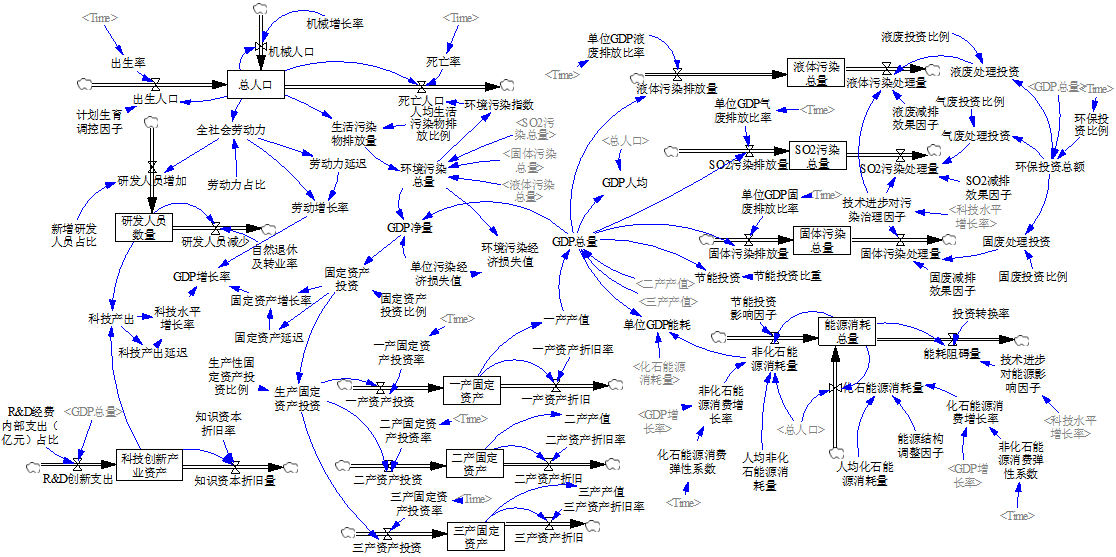 <Time>
机械增长率
<Time>
出生率
机械人口
死亡率
总人口
出生人口
死亡人口
环境污染指数
计划生育
调控因子
全社会劳动力
生活污染
物排放量
人均生活
污染物排
放比例
<SO2污
染总量>
<固体污染
总量>
<液体污染
总量>
环境污染
总量
研发人员增加
劳动力占比
劳动力延迟
劳动增长率
新增研发
人员占比
研发人员
数量
研发人员减少
自然退休
及转业率
GDP净量
环境污染经
济损失值
单位污染经
济损失值
GDP增长率
固定资产
投资
固定资产增长率
固定资产
投资比例
固定资产延迟
科技产出
科技水平
增长率
科技产出延迟
生产性固
定资产投
资比例
生产固定
资产投资
R&D经费
内部支出（
亿元）占比
<GDP总量>
知识资本
折旧率
R&D创新支出
科技创新产
业资产
知识资本折旧量
单位GDP液
废排放比率
<Time>
液体污染排放量
液体污染
总量
液体污染处理量
液废投资比例
液废处理投资
<GDP总量>
<Time>
环保投
资比例
环保投资总额
液废减排
效果因子
气废投资比例
气废处理投资
单位GDP气
废排放比率
<Time>
SO2污染排放量
SO2污染
总量
SO2污染处理量
SO2减排
效果因子
<总人口>
GDP人均
单位GDP固
废排放比率
<Time>
技术进步对污
染治理因子
<科技水平
增长率>
GDP总量
固体污染排放量
固体污染
总量
固体污染处理量
固废处理投资
固废减排
效果因子
固废投资比例
节能投资
节能投资比重
<二产产值>
<三产产值>
单位GDP能耗
<化石能源
消耗量>
节能投资
影响因子
能源消耗
总量
投资转换率
非化石能
源消耗量
能耗阻碍量
技术进步
对能源影
响因子
<科技水平
增长率>
非化石能
源消费增
长率
<GDP增
长率>
化石能源消费
弹性系数
<Time>
<总人口>
人均非化
石能源消
耗量
化石能源消耗量
人均化石能
源消耗量
能源结构
调整因子
化石能源消
费增长率
<GDP增
长率>
非化石能
源消费弹
性系数
<Time>
一产产值
<Time>
一产固定资
产投资率
一产资产投资
一产固定
资产
一产资产折旧率
一产资产折旧
二产固定资
产投资率
<Time>
二产产值
二产资产折旧率
二产资产投资
二产固定
资产
二产资产折旧
三产固定资
产投资率
<Time>
三产产值
三产资产折旧率
三产资产投资
三产固定
资产
三产资产折旧